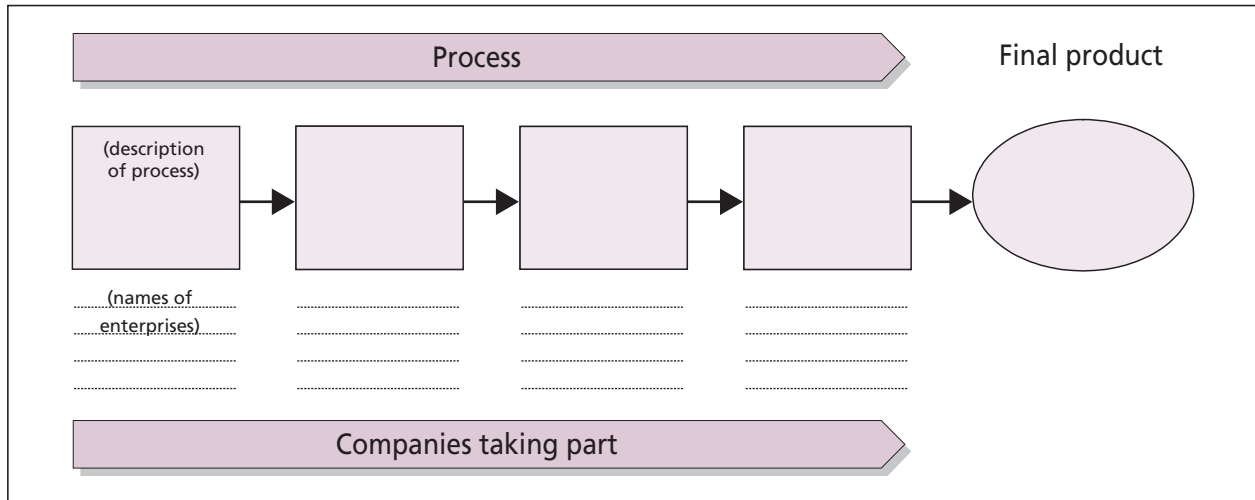 Process
Final product
(description
of process)
(names of
enterprises)
Companies taking part